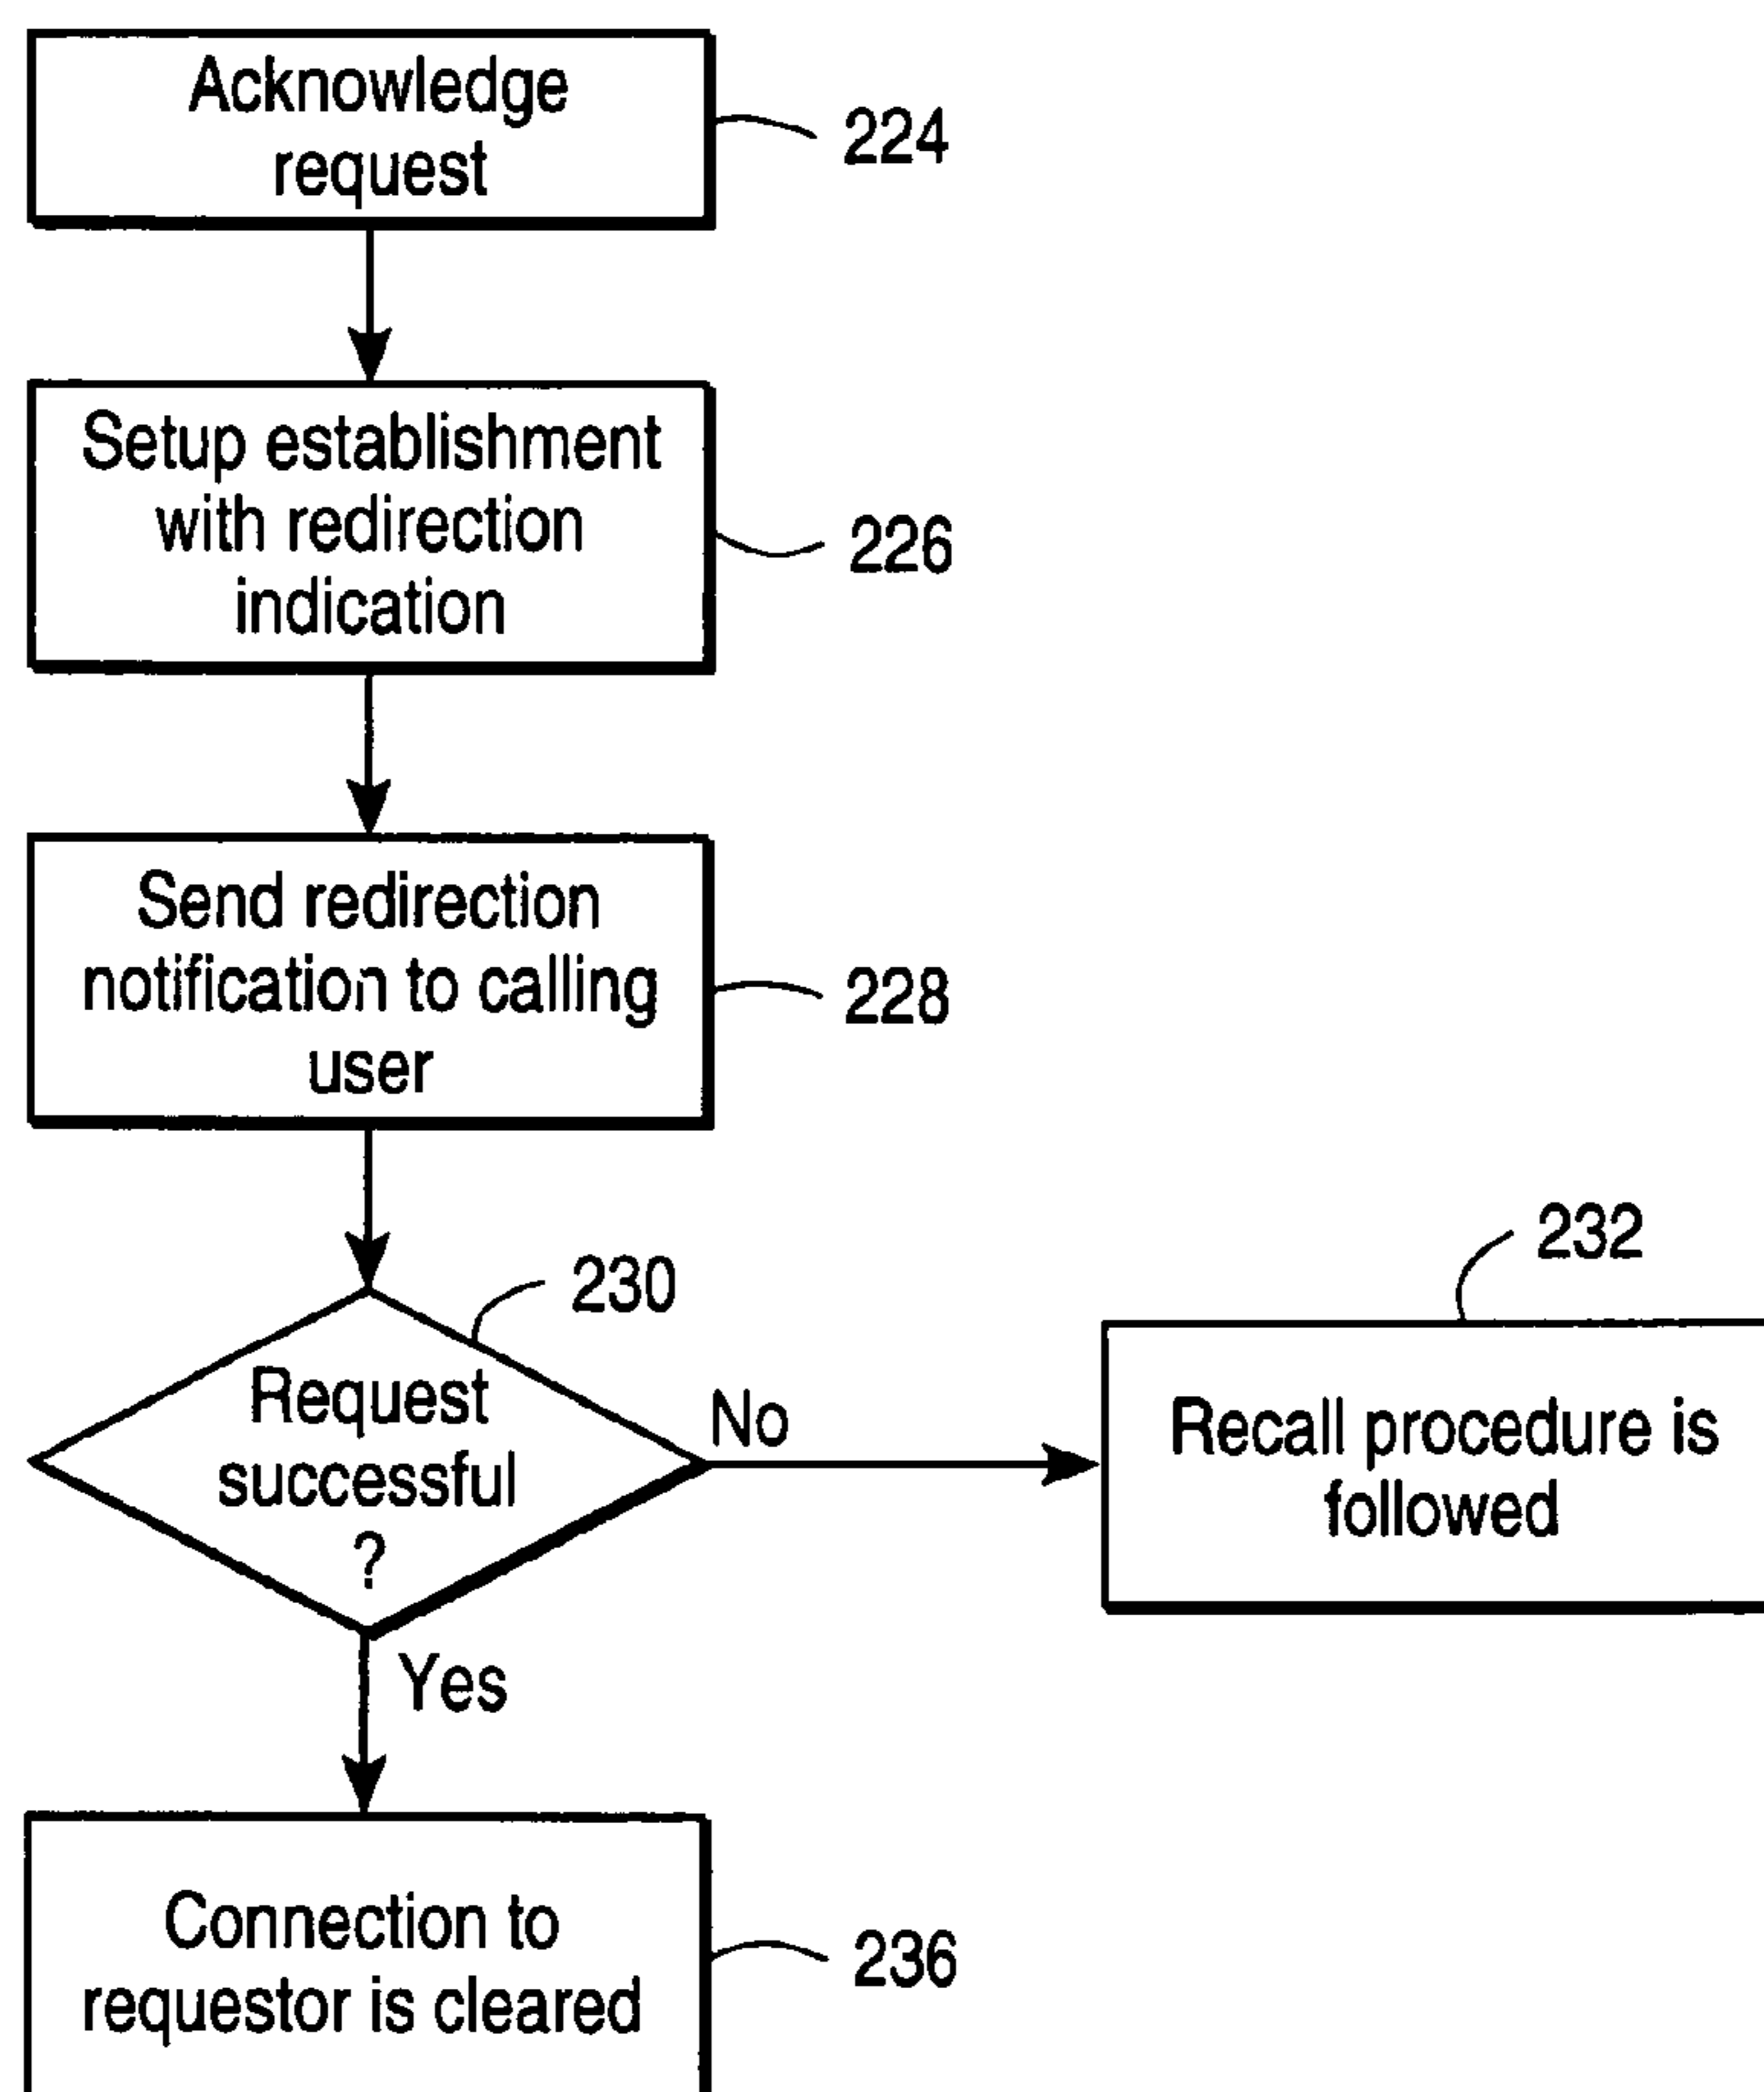 Acknowledge
request
224
Setup establishment
with redirection
indication
226
Send redirection
notification to calling
user
228
230
Request
successful
?
No
232
Recall procedure is
followed
Yes
Connection to
requestor is cleared
236